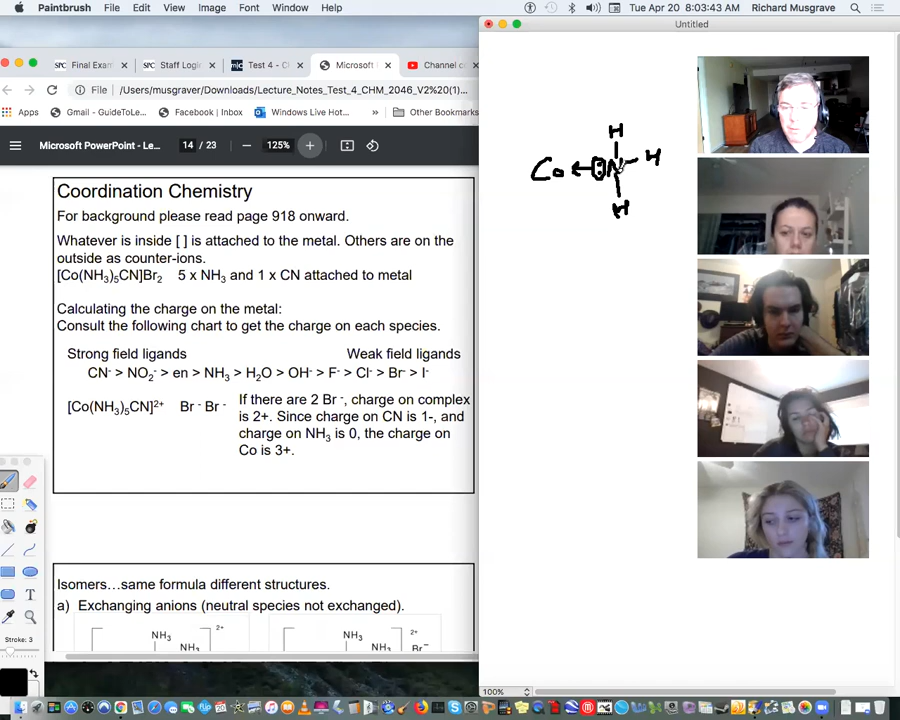 Paintbrush File Edit View Image Font Window Help
Tue Apr 20 8:03:43 AM Richard Musgrave
Untitled
Final Exam
Staff Login
Test 4 - C
Microsoft
Channel c
File /Users/musgraver/Downloads/Lecture_Notes_Test_4_CHM_2046_V2%20(1)...
Apps Gmail - GuideToLe... Facebook | Inbox Windows Live Hot... Other Bookmarks
Microsoft PowerPoint - Le... 14 / 23 125%
Coordination Chemistry
For background please read page 918 onward.
Whatever is inside [ ] is attached to the metal. Others are on the
outside as counter-ions.
[Co(NH₃)₅CN]Br₂ 5 x NH₃ and 1 x CN attached to metal
Calculating the charge on the metal:
Consult the following chart to get the charge on each species.
Strong field ligands Weak field ligands
CN⁻ > NO₂⁻ > en > NH₃ > H₂O > OH⁻ > F⁻ > Cl⁻ > Br⁻ > I⁻
[Co(NH₃)₅CN]²⁺ Br⁻ Br⁻
If there are 2 Br⁻, charge on complex
is 2+. Since charge on CN is 1-, and
charge on NH₃ is 0, the charge on
Co is 3+.
Isomers…same formula different structures.
a) Exchanging anions (neutral species not exchanged).
NH₃ 2+ NH₃ 2+
NH₃ NH₃ Br⁻
H
Co N H
H
Stroke: 3
100%